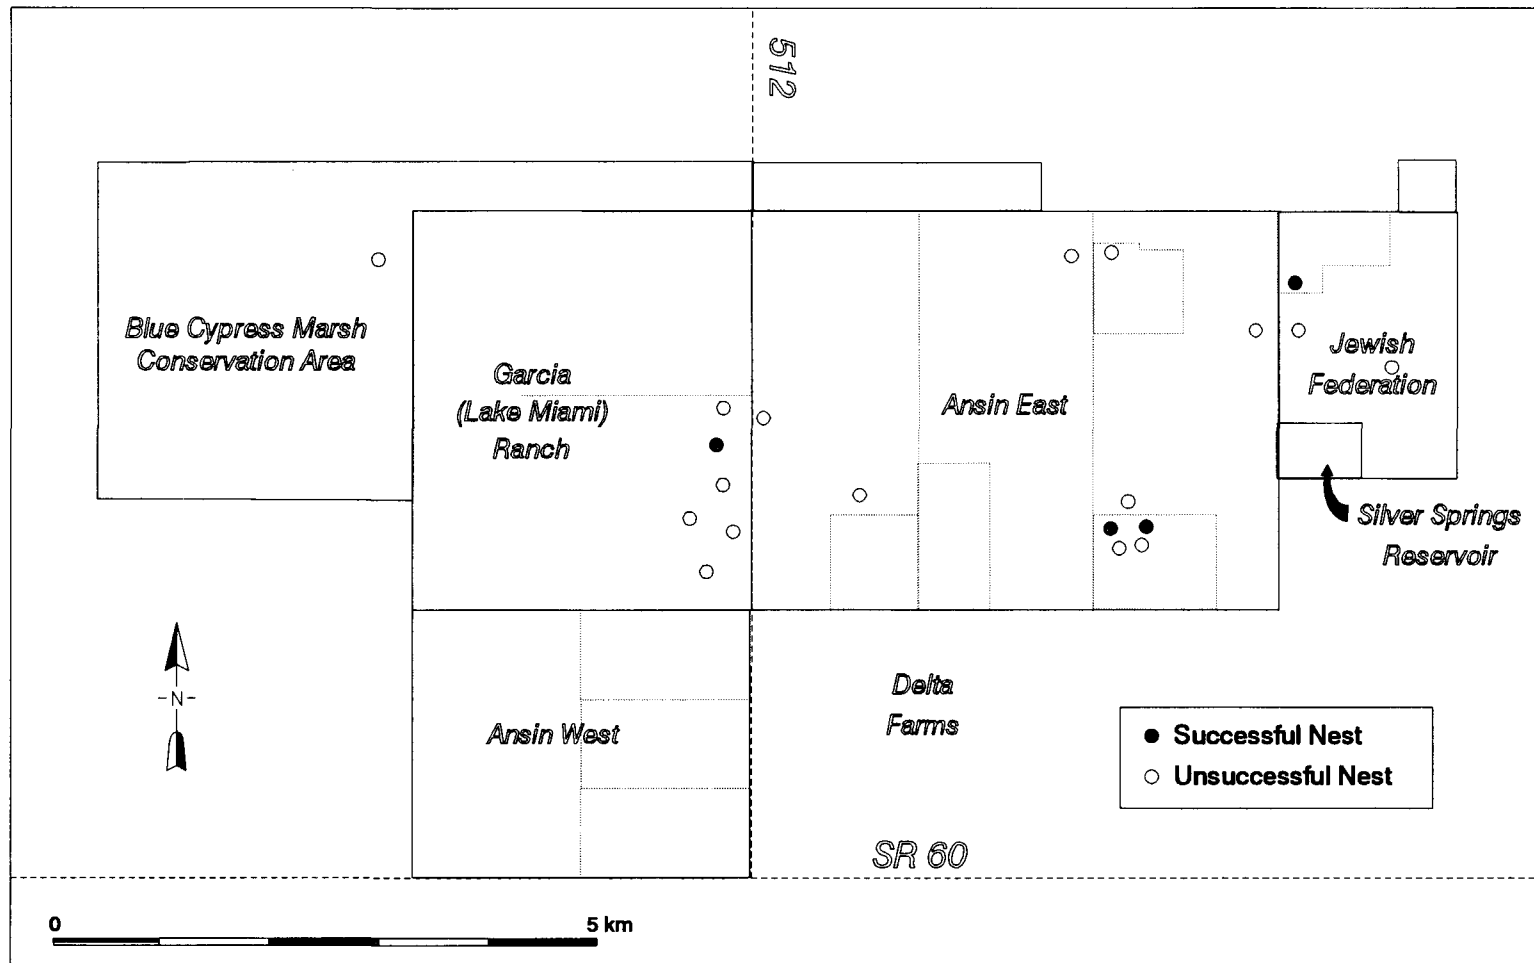 512
Blue Cypress Marsh
Conservation Area
Garcia
(Lake Miami)
Ranch
Ansin East
Jewish
Federation
Silver Springs
Reservoir
-N-
Ansin West
Delta
Farms
Successful Nest
Unsuccessful Nest
SR 60
0 5 km